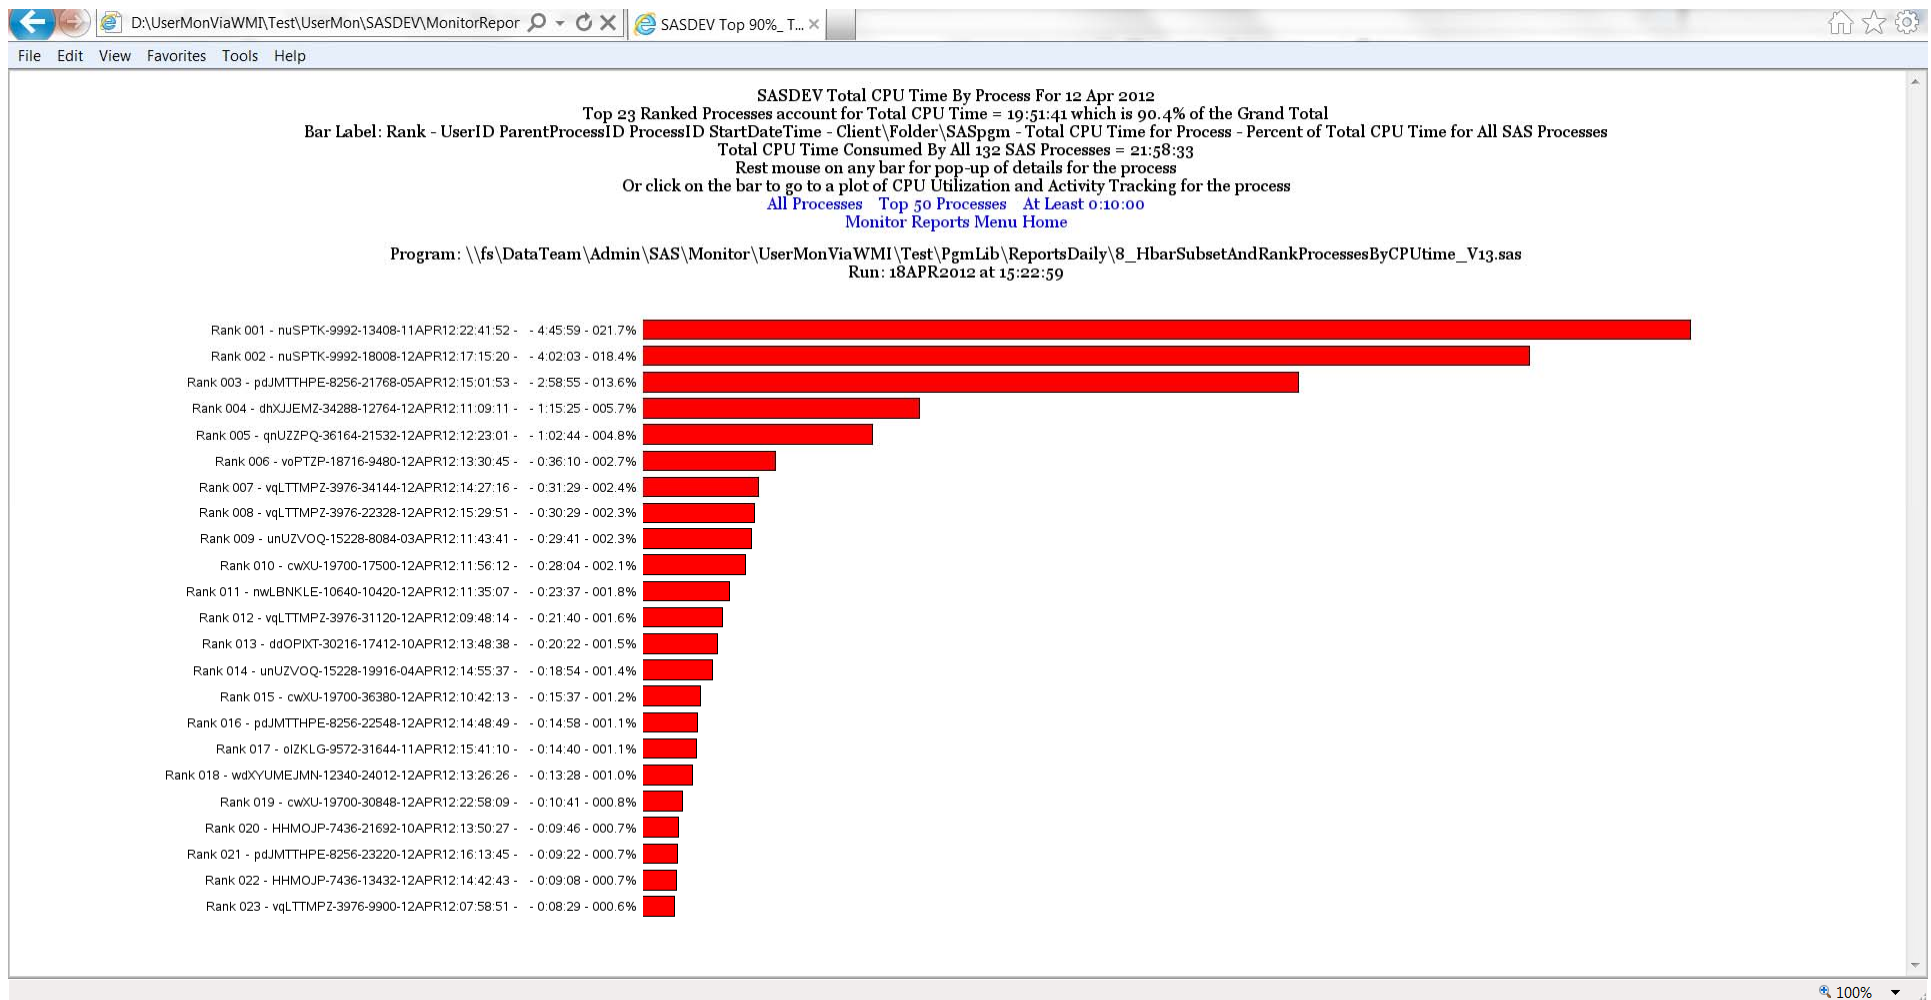 D:\UserMonViaWMI\Test\UserMon\SASDEV\MonitorRepor
SASDEV Top 90%_ T...
File Edit View Favorites Tools Help
SASDEV Total CPU Time By Process For 12 Apr 2012
Top 23 Ranked Processes account for Total CPU Time = 19:51:41 which is 90.4% of the Grand Total
Bar Label: Rank - UserID ParentProcessID ProcessID StartDateTime - Client\Folder\SASpgm - Total CPU Time for Process - Percent of Total CPU Time for All SAS Processes
Total CPU Time Consumed By All 132 SAS Processes = 21:58:33
Rest mouse on any bar for pop-up of details for the process
Or click on the bar to go to a plot of CPU Utilization and Activity Tracking for the process
All Processes Top 50 Processes At Least 0:10:00
Monitor Reports Menu Home
Program: \\fs\DataTeam\Admin\SAS\Monitor\UserMonViaWMI\Test\PgmLib\ReportsDaily\8_HbarSubsetAndRankProcessesByCPUtime_V13.sas
Run: 18APR2012 at 15:22:59
Rank 001 - nuSPTK-9992-13408-11APR12:22:41:52 - - 4:45:59 - 021.7%
Rank 002 - nuSPTK-9992-18008-12APR12:17:15:20 - - 4:02:03 - 018.4%
Rank 003 - pdJMTTHPE-8256-21768-05APR12:15:01:53 - - 2:58:55 - 013.6%
Rank 004 - dhXJJEMZ-34288-12764-12APR12:11:09:11 - - 1:15:25 - 005.7%
Rank 005 - qnUZZPQ-36164-21532-12APR12:12:23:01 - - 1:02:44 - 004.8%
Rank 006 - voPTZP-18716-9480-12APR12:13:30:45 - - 0:36:10 - 002.7%
Rank 007 - vqLTTMPZ-3976-34144-12APR12:14:27:16 - - 0:31:29 - 002.4%
Rank 008 - vqLTTMPZ-3976-22328-12APR12:15:29:51 - - 0:30:29 - 002.3%
Rank 009 - unUZVOQ-15228-8084-03APR12:11:43:41 - - 0:29:41 - 002.3%
Rank 010 - cwXU-19700-17500-12APR12:11:56:12 - - 0:28:04 - 002.1%
Rank 011 - nwLBNKLE-10640-10420-12APR12:11:35:07 - - 0:23:37 - 001.8%
Rank 012 - vqLTTMPZ-3976-31120-12APR12:09:48:14 - - 0:21:40 - 001.6%
Rank 013 - ddOPIXT-30216-17412-10APR12:13:48:38 - - 0:20:22 - 001.5%
Rank 014 - unUZVOQ-15228-19916-04APR12:14:55:37 - - 0:18:54 - 001.4%
Rank 015 - cwXU-19700-36380-12APR12:10:42:13 - - 0:15:37 - 001.2%
Rank 016 - pdJMTTHPE-8256-22548-12APR12:14:48:49 - - 0:14:58 - 001.1%
Rank 017 - olZKLG-9572-31644-11APR12:15:41:10 - - 0:14:40 - 001.1%
Rank 018 - wdXYUMEJMN-12340-24012-12APR12:13:26:26 - - 0:13:28 - 001.0%
Rank 019 - cwXU-19700-30848-12APR12:22:58:09 - - 0:10:41 - 000.8%
Rank 020 - HHMOJP-7436-21692-10APR12:13:50:27 - - 0:09:46 - 000.7%
Rank 021 - pdJMTTHPE-8256-23220-12APR12:16:13:45 - - 0:09:22 - 000.7%
Rank 022 - HHMOJP-7436-13432-12APR12:14:42:43 - - 0:09:08 - 000.7%
Rank 023 - vqLTTMPZ-3976-9900-12APR12:07:58:51 - - 0:08:29 - 000.6%
100%